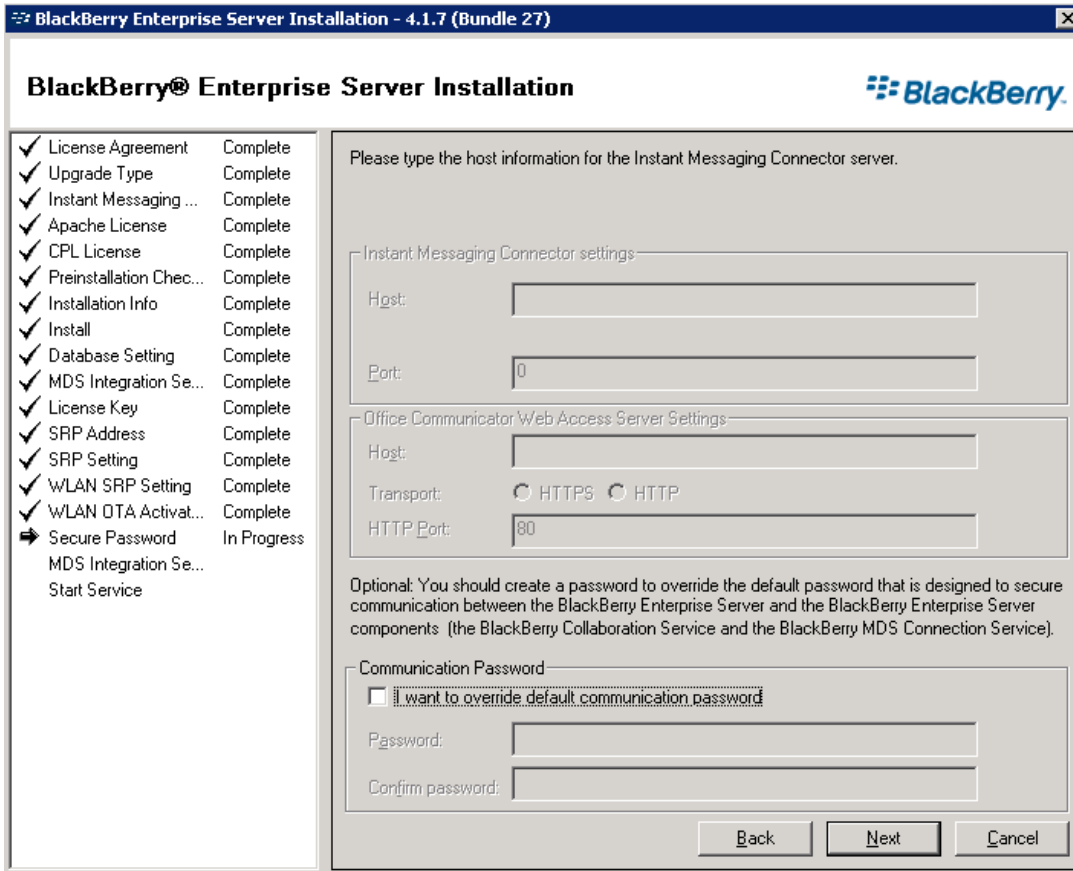 BlackBerry Enterprise Server Installation - 4.1.7 (Bundle 27)
BlackBerry® Enterprise Server Installation
BlackBerry.
License Agreement Complete
Upgrade Type Complete
Instant Messaging ... Complete
Apache License Complete
CPL License Complete
Preinstallation Chec... Complete
Installation Info Complete
Install Complete
Database Setting Complete
MDS Integration Se... Complete
License Key Complete
SRP Address Complete
SRP Setting Complete
WLAN SRP Setting Complete
WLAN OTA Activat... Complete
Secure Password In Progress
MDS Integration Se...
Start Service
Please type the host information for the Instant Messaging Connector server.
Instant Messaging Connector settings
Host:
Port: 0
Office Communicator Web Access Server Settings
Host:
Transport: HTTPS HTTP
HTTP Port: 80
Optional: You should create a password to override the default password that is designed to secure
communication between the BlackBerry Enterprise Server and the BlackBerry Enterprise Server
components (the BlackBerry Collaboration Service and the BlackBerry MDS Connection Service).
Communication Password
I want to override default communication password
Password:
Confirm password:
Back Next Cancel